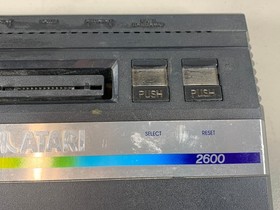 PUSH PUSH
ATARI
SELECT RESET
2600